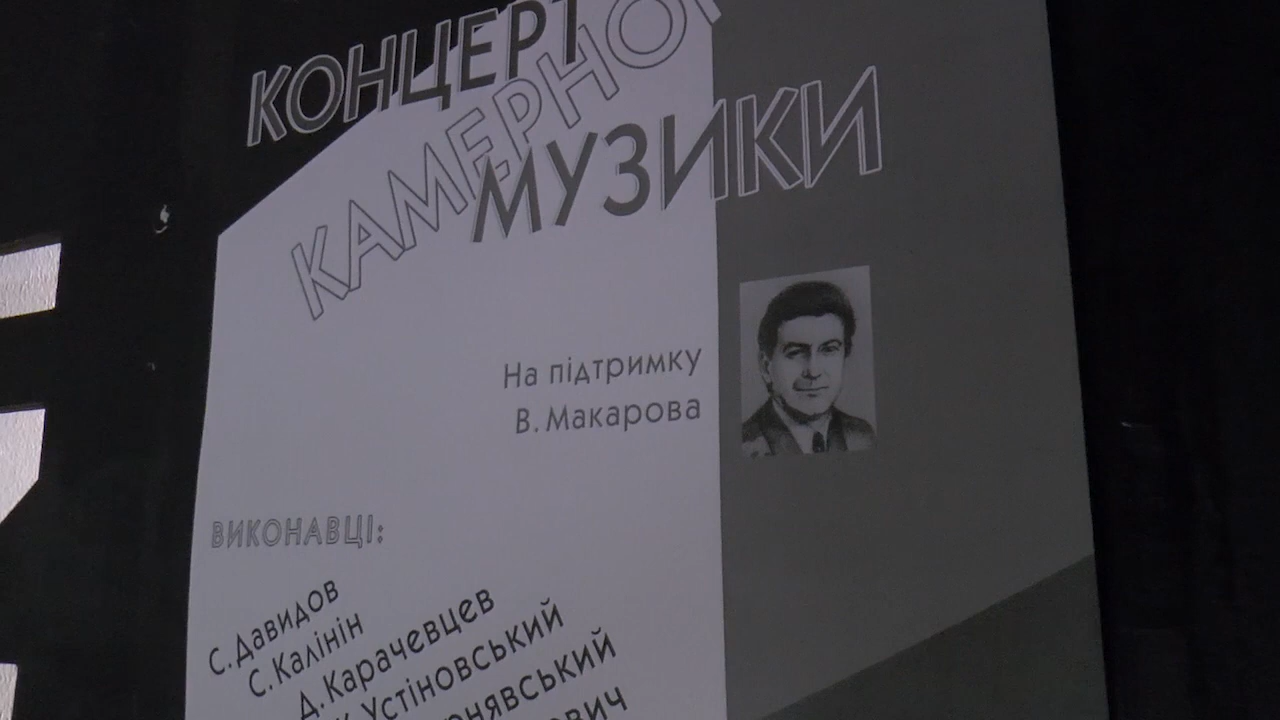 КОНЦЕРТ
КАМЕРНОЇ
МУЗИКИ
На підтримку
В. Макарова
ВИКОНАВЦІ:
С. Давидов
С. Калінін
Д. Карачевцев
Устіновський